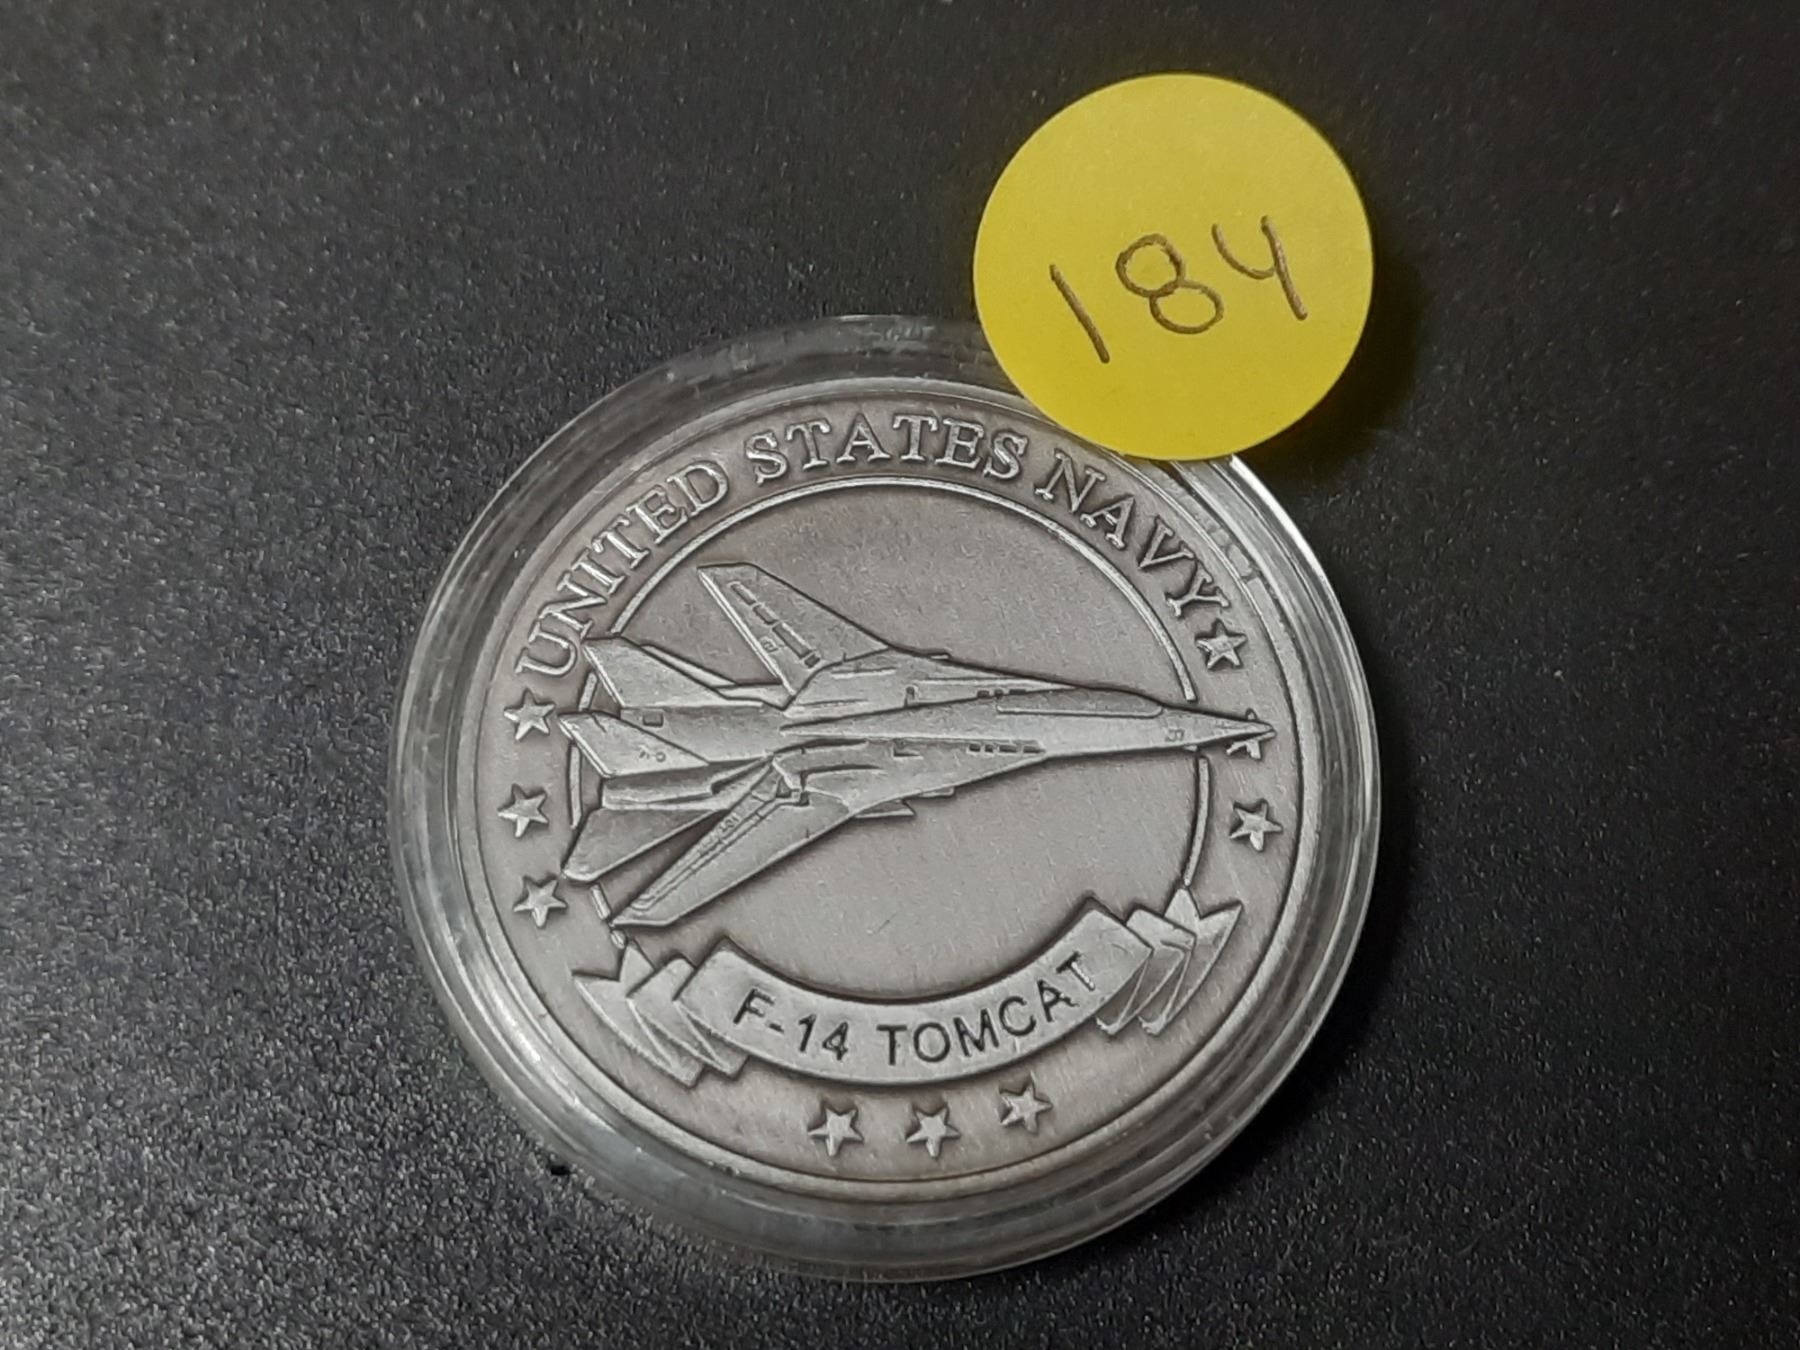 184
UNITED STATES NAVY
F-14 TOMCAT